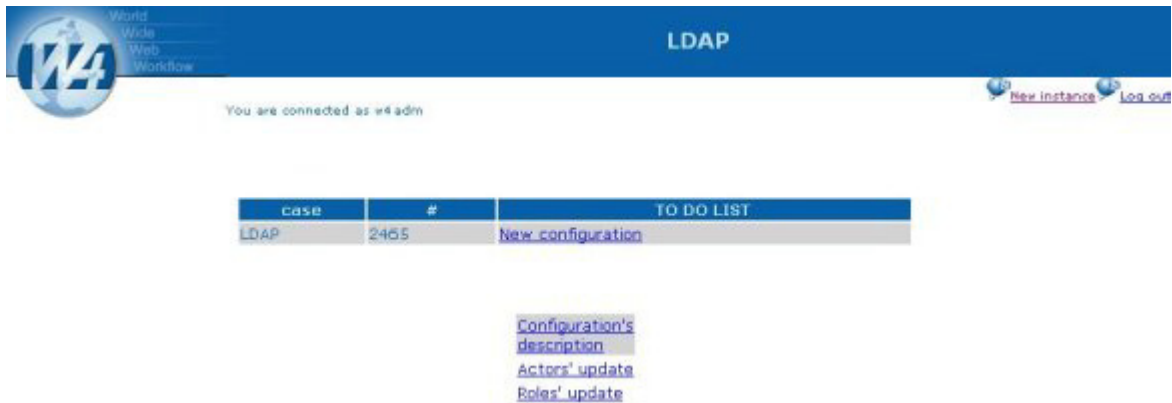 World
Wide
Web
Workflow
W4
LDAP
New instance Log out
You are connected as w4adm
case # TO DO LIST
LDAP 2465 New configuration
Configuration's
description
Actors' update
Roles' update